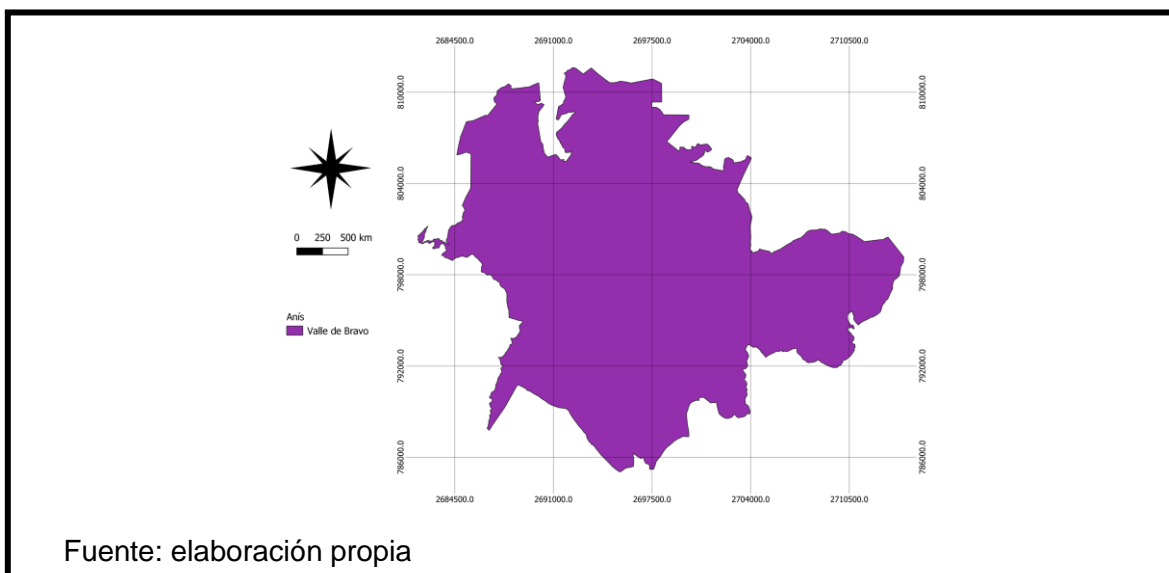 2684500.0 2691000.0 2697500.0 2704000.0 2710500.0
810000.0 810000.0
804000.0 804000.0
0 250 500 km
798000.0 798000.0
Anís
Valle de Bravo
792000.0 792000.0
786000.0 786000.0
2684500.0 2691000.0 2697500.0 2704000.0 2710500.0
Fuente: elaboración propia